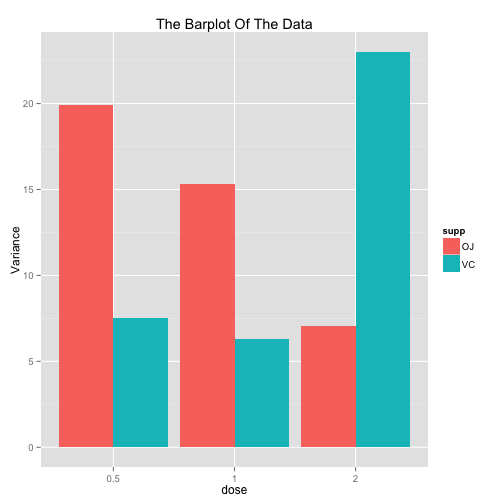 The Barplot Of The Data
Variance
20
15
10
5
0
0.5
1
2
dose
supp
OJ
VC